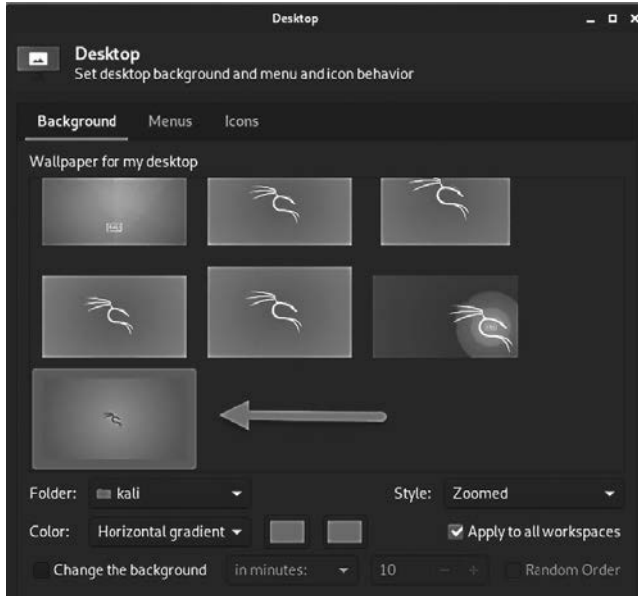 Desktop
Desktop
Set desktop background and menu and icon behavior
Background Menus Icons
Wallpaper for my desktop
Folder: kali Style: Zoomed
Color: Horizontal gradient Apply to all workspaces
Change the background in minutes: 10 Random Order